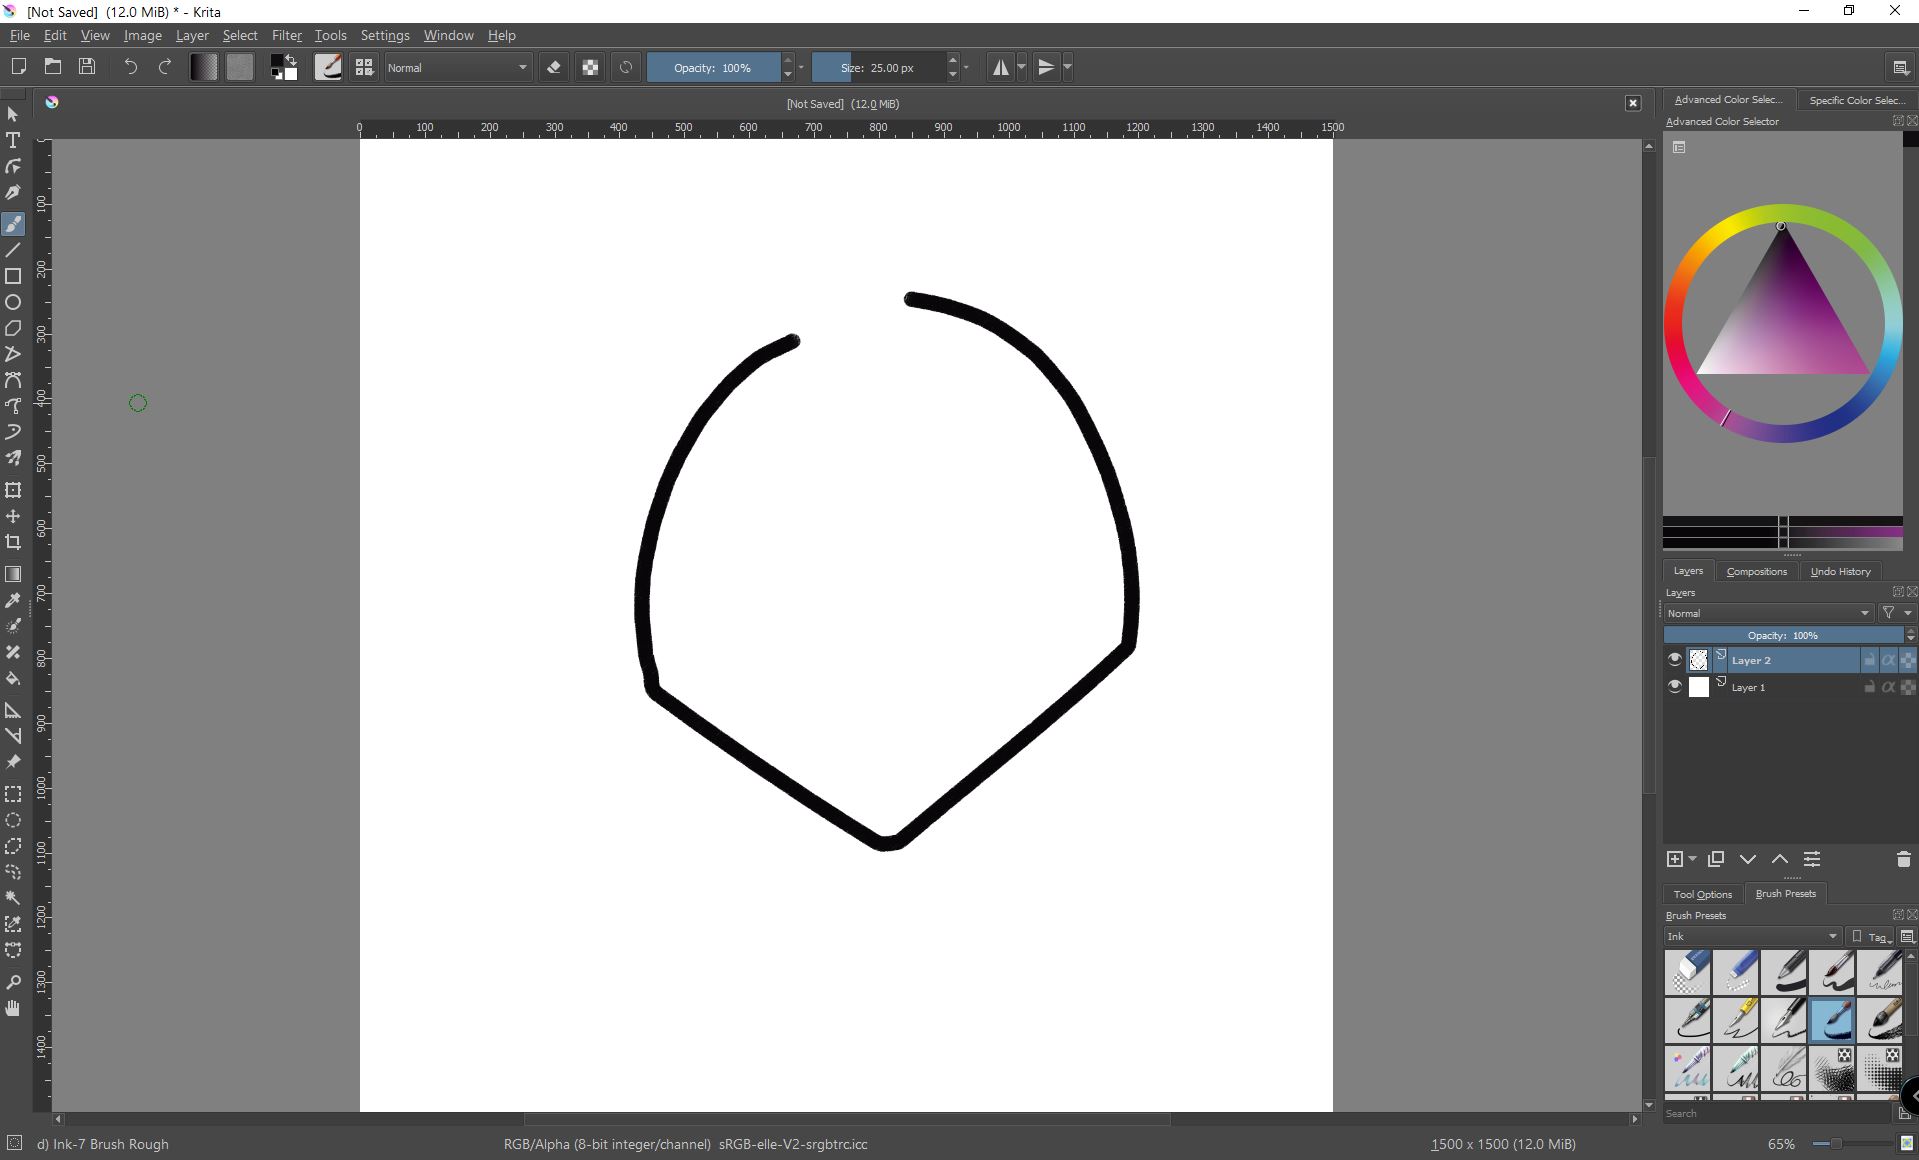 [Not Saved] (12.0 MiB) * - Krita
File Edit View Image Layer Select Filter Tools Settings Window Help
Normal Opacity: 100% Size: 25.00 px
[Not Saved] (12.0 MiB)
Advanced Color Selec... Specific Color Selec...
Advanced Color Selector
0 100 200 300 400 500 600 700 800 900 1000 1100 1200 1300 1400 1500
0
100
200
300
400
500
600
700
800
900
1000
1100
1200
1300
1400
Layers Compositions Undo History
Layers
Normal
Opacity: 100%
Layer 2
Layer 1
Tool Options Brush Presets
Brush Presets
Ink Tag
Search
d) Ink-7 Brush Rough RGB/Alpha (8-bit integer/channel) sRGB-elle-V2-srgbtrc.icc 1500 x 1500 (12.0 MiB) 65%